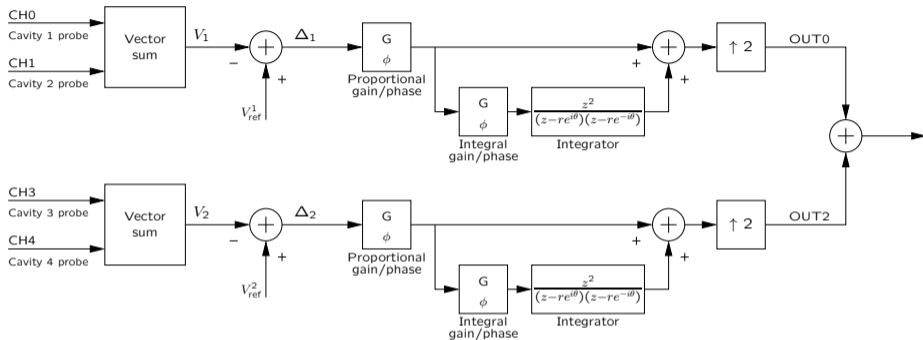 CH0
Cavity 1 probe
CH1
Cavity 2 probe
Vector
sum
V₁
−
+
+
V¹ref
Δ₁
G
ϕ
Proportional
gain/phase
G
ϕ
Integral
gain/phase
z²
(z−re^{iθ})(z−re^{−iθ})
Integrator
+
+
+
↑ 2
OUT0
+
CH3
Cavity 3 probe
CH4
Cavity 4 probe
Vector
sum
V₂
−
+
+
V²ref
Δ₂
G
ϕ
Proportional
gain/phase
G
ϕ
Integral
gain/phase
z²
(z−re^{iθ})(z−re^{−iθ})
Integrator
+
+
+
↑ 2
OUT2